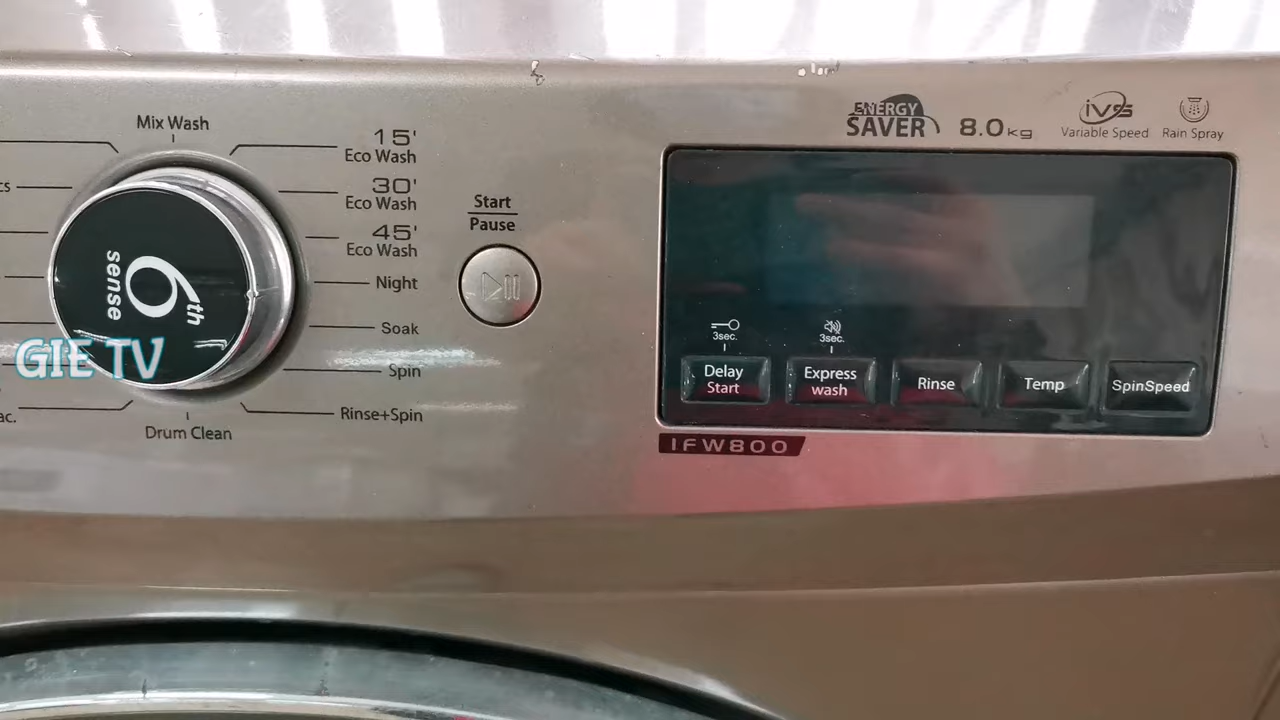 Mix Wash
15'
Eco Wash
30'
Eco Wash
45'
Eco Wash
Night
Soak
Spin
Rinse+Spin
Drum Clean
cs
ac.
6th
sense
GIE TV
Start
Pause
ENERGY
SAVER
8.0kg
ivs
Variable Speed
Rain Spray
3sec.
3sec.
Delay
Start
Express
wash
Rinse
Temp
SpinSpeed
IFW800